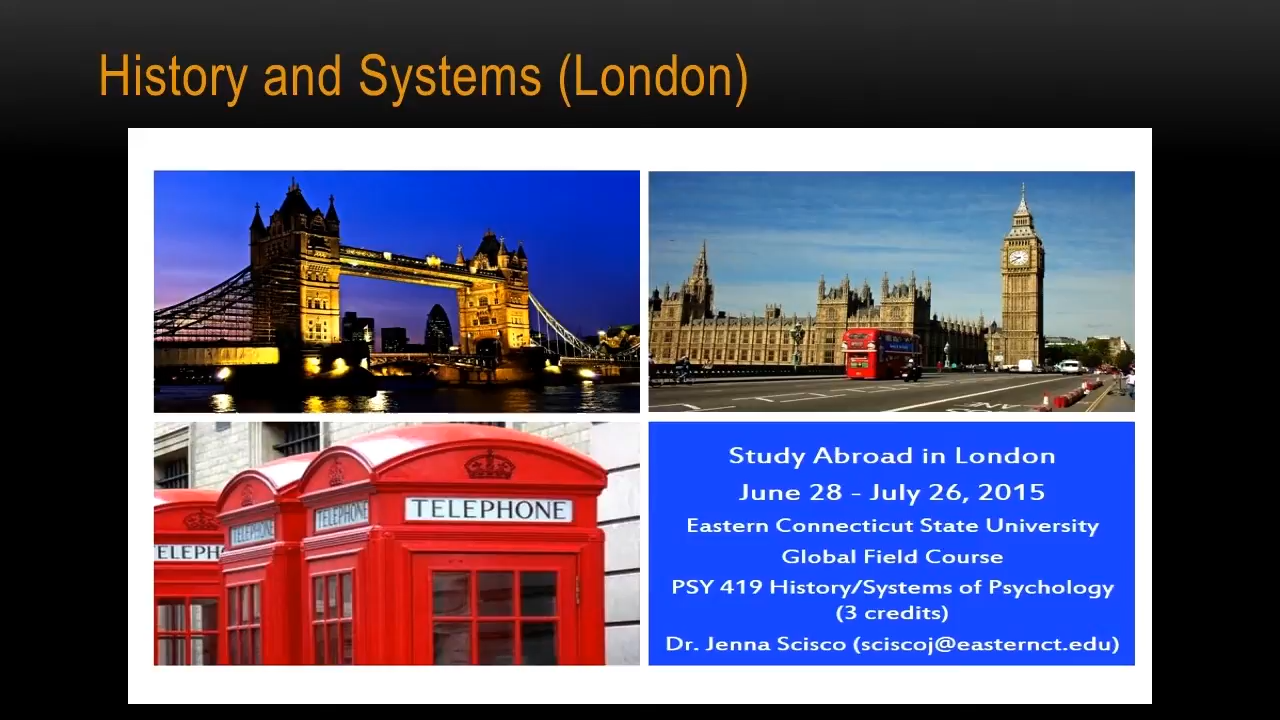 History and Systems (London)
TELEPHONE
TELEPHONE
TELEPHONE
TELEPH
Study Abroad in London
June 28 - July 26, 2015
Eastern Connecticut State University
Global Field Course
PSY 419 History/Systems of Psychology
(3 credits)
Dr. Jenna Scisco (sciscoj@easternct.edu)